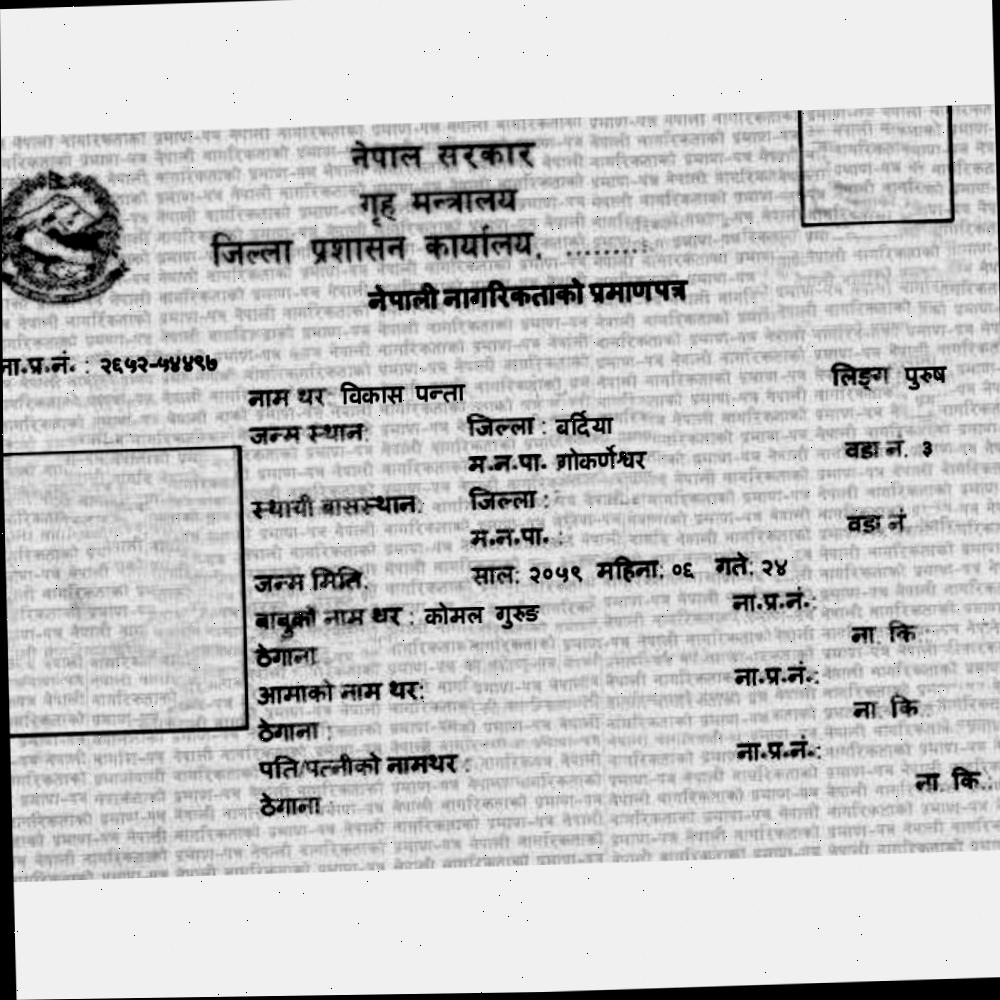 नेपाल सरकार
गृह मन्त्रालय
जिल्ला प्रशासन कार्यालय, .........
नेपाली नागरिकताको प्रमाणपत्र
ना.प्र.नं. : २६५२-५४४९७
लिङ्ग पुरुष
नाम थर विकास पन्ता
जन्म स्थान: जिल्ला : बर्दिया
म.न.पा. गोकर्णेश्वर वडा नं. ३
स्थायी बासस्थान: जिल्ला :
म.न.पा. : वडा नं
जन्म मिति: साल: २०५९ महिना: ०६ गते: २४
बाबुको नाम थर : कोमल गुरुङ ना.प्र.नं.:
ठेगाना ना. कि.:
आमाको नाम थर: ना.प्र.नं.:
ठेगाना : ना. कि.:
पति/पत्नीको नामथर : ना.प्र.नं.:
ठेगाना : ना. कि.: